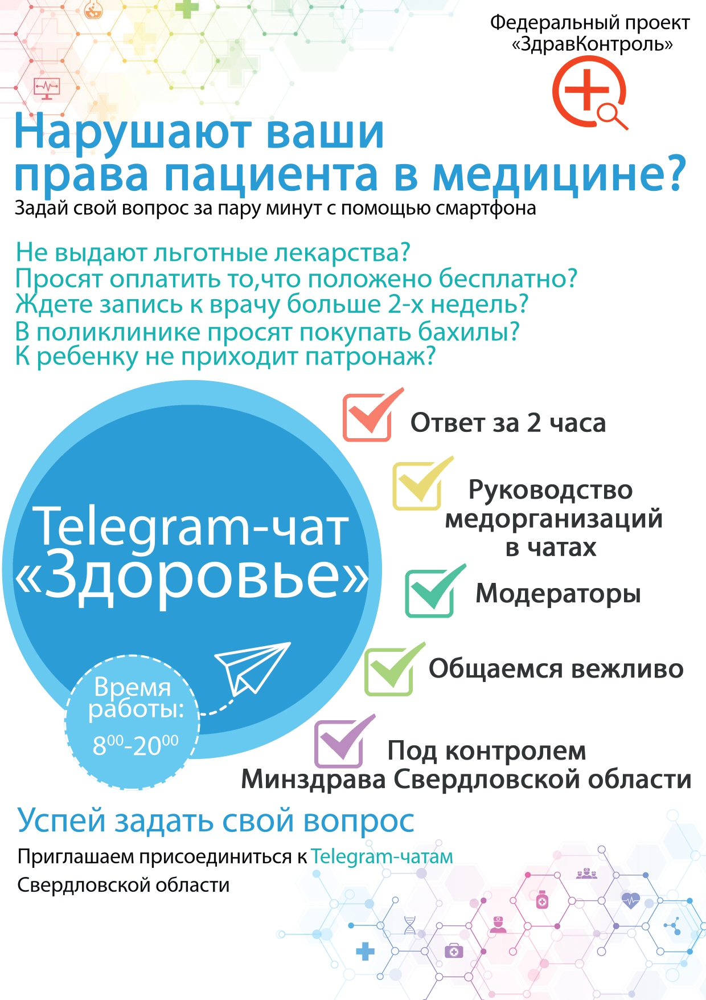 Федеральный проект
«ЗдравКонтроль»
Нарушают ваши
права пациента в медицине?
Задай свой вопрос за пару минут с помощью смартфона
Не выдают льготные лекарства?
Просят оплатить то,что положено бесплатно?
Ждете запись к врачу больше 2-х недель?
В поликлинике просят покупать бахилы?
К ребенку не приходит патронаж?
Ответ за 2 часа
Руководство
медорганизаций
в чатах
Telegram-чат
«Здоровье»
Модераторы
Общаемся вежливо
Время
работы:
8⁰⁰-20⁰⁰
Под контролем
Минздрава Свердловской области
Успей задать свой вопрос
Приглашаем присоединиться к Telegram-чатам
Свердловской области